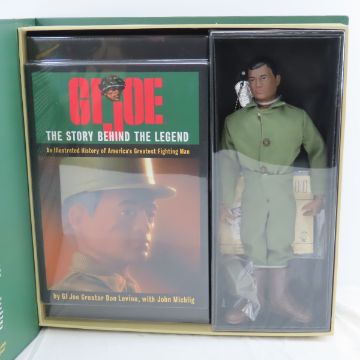 GI JOE
THE STORY BEHIND THE LEGEND
An Illustrated History of America's Greatest Fighting Man
by GI Joe Creator Don Levine, with John Michlig